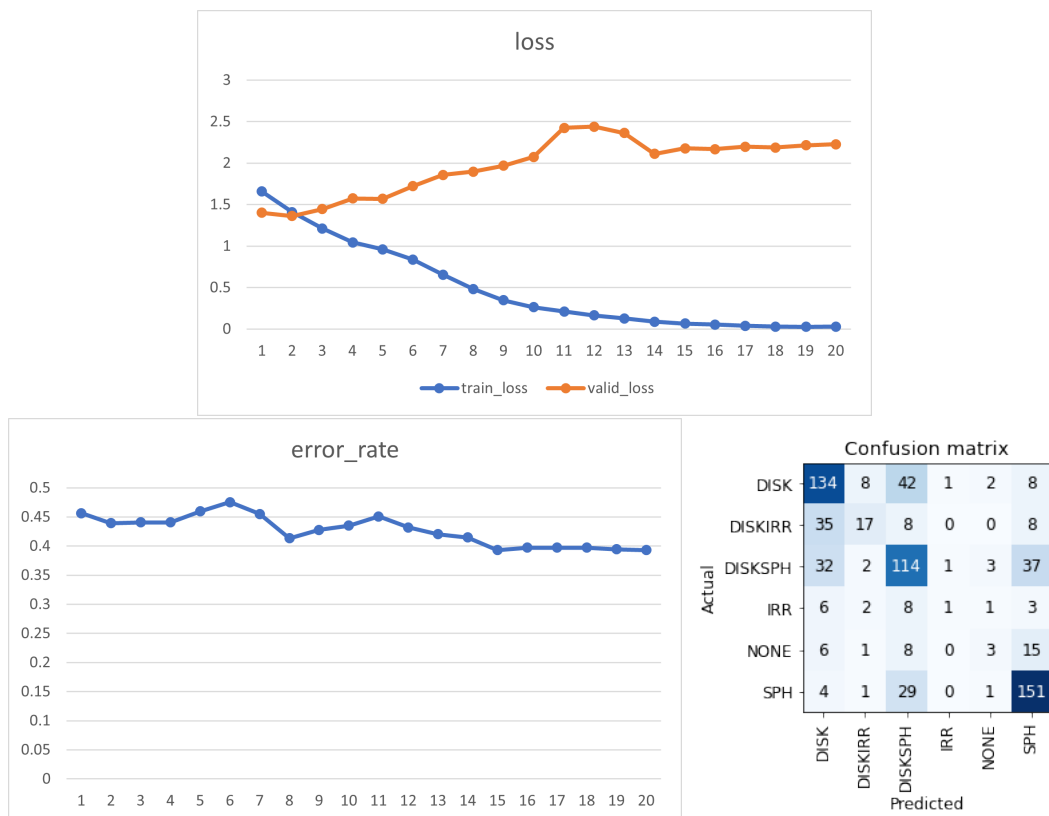 loss
3
2.5
2
1.5
1
0.5
0
1 2 3 4 5 6 7 8 9 10 11 12 13 14 15 16 17 18 19 20
train_loss valid_loss
error_rate
0.5
0.45
0.4
0.35
0.3
0.25
0.2
0.15
0.1
0.05
0
1 2 3 4 5 6 7 8 9 10 11 12 13 14 15 16 17 18 19 20
Confusion matrix
Actual
DISK 134 8 42 1 2 8
DISKIRR 35 17 8 0 0 8
DISKSPH 32 2 114 1 3 37
IRR 6 2 8 1 1 3
NONE 6 1 8 0 3 15
SPH 4 1 29 0 1 151
DISK DISKIRR DISKSPH IRR NONE SPH
Predicted